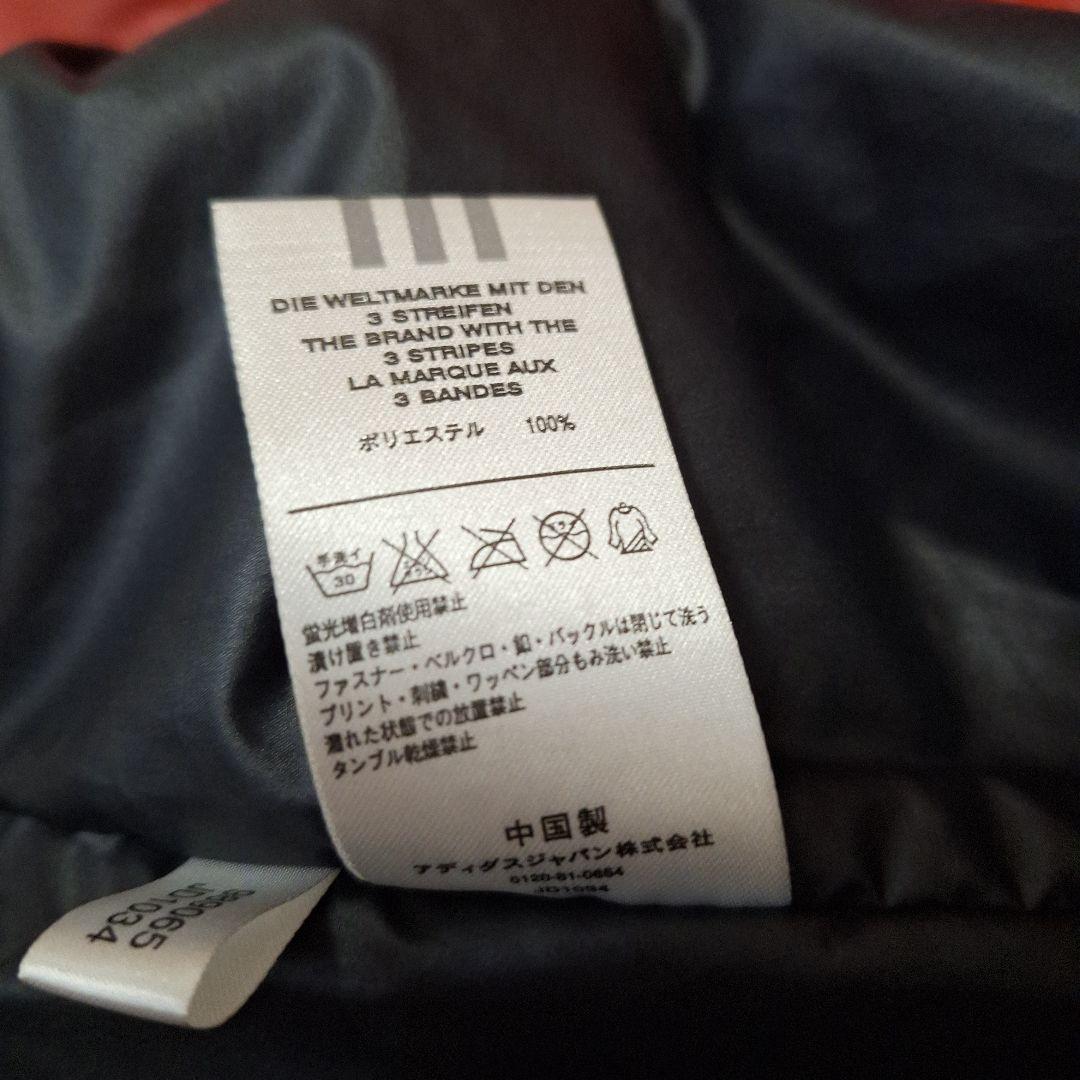 DIE WELTMARKE MIT DEN
3 STREIFEN
THE BRAND WITH THE
3 STRIPES
LA MARQUE AUX
3 BANDES
ポリエステル 100%
手洗イ
30
蛍光増白剤使用禁止
漬け置き禁止
ファスナー・ベルクロ・釦・バックルは閉じて洗う
プリント・刺繍・ワッペン部分もみ洗い禁止
濡れた状態での放置禁止
タンブル乾燥禁止
中国製
アディダスジャパン株式会社
0120-81-0654
JD1034